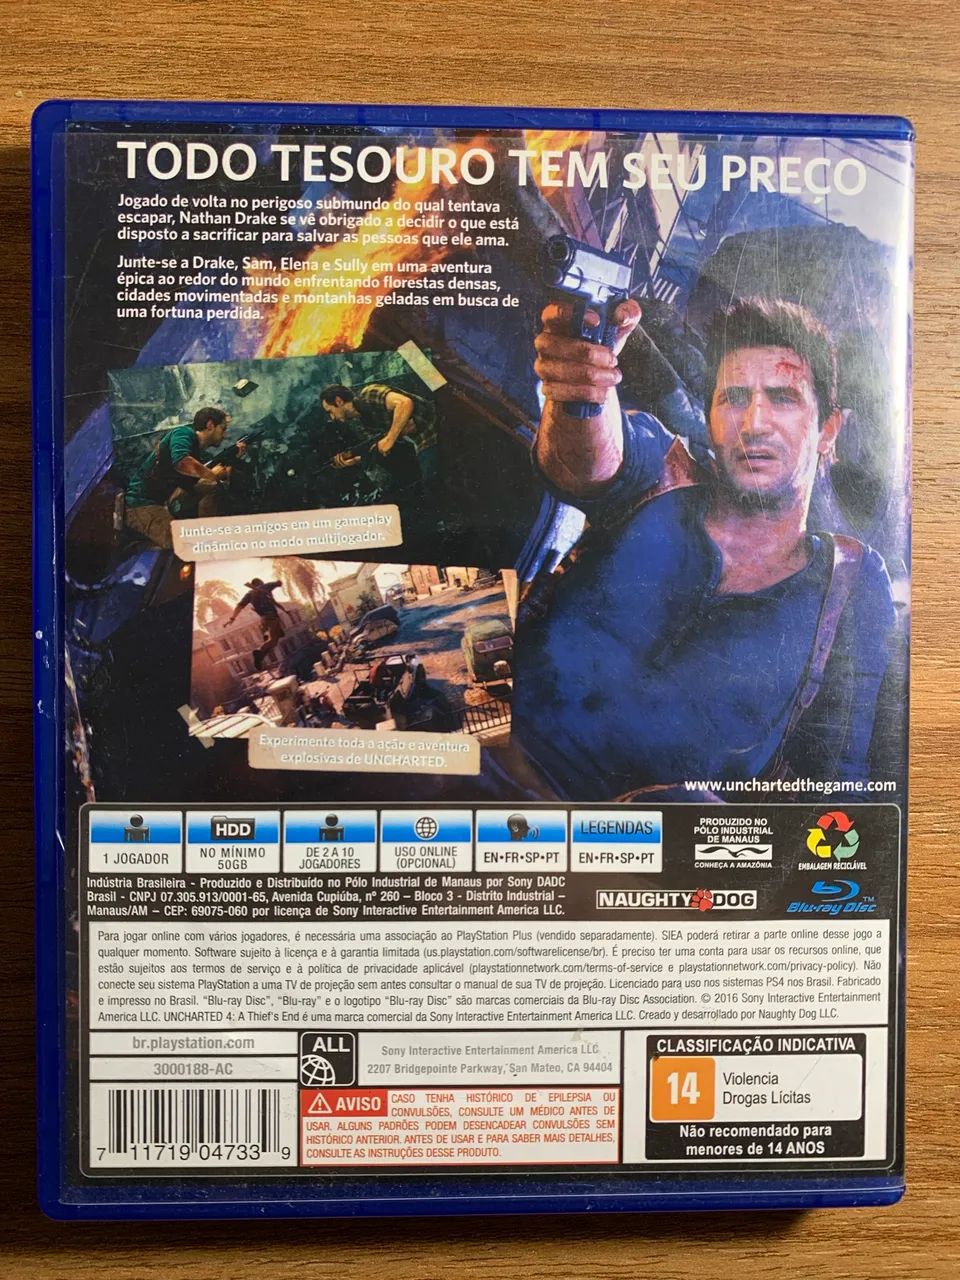 TODO TESOURO TEM SEU PREÇO
Jogado de volta no perigoso submundo do qual tentava
escapar, Nathan Drake se vê obrigado a decidir o que está
disposto a sacrificar para salvar as pessoas que ele ama.
Junte-se a Drake, Sam, Elena e Sully em uma aventura
épica ao redor do mundo enfrentando florestas densas,
cidades movimentadas e montanhas geladas em busca de
uma fortuna perdida.
Junte-se a amigos em um gameplay
dinâmico no modo multijogador.
Experimente toda a ação e aventura
explosivas de UNCHARTED.
www.unchartedthegame.com
1 JOGADOR
HDD
NO MÍNIMO
50GB
DE 2 A 10
JOGADORES
USO ONLINE
(OPCIONAL)
EN•FR•SP•PT
LEGENDAS
EN•FR•SP•PT
PRODUZIDO NO
PÓLO INDUSTRIAL
DE MANAUS
CONHEÇA A AMAZÔNIA
EMBALAGEM RECICLÁVEL
Indústria Brasileira - Produzido e Distribuído no Pólo Industrial de Manaus por Sony DADC
Brasil - CNPJ 07.305.913/0001-65, Avenida Cupiúba, nº 260 – Bloco 3 - Distrito Industrial –
Manaus/AM – CEP: 69075-060 por licença de Sony Interactive Entertainment America LLC.
NAUGHTY DOG
Blu-ray Disc™
Para jogar online com vários jogadores, é necessária uma associação ao PlayStation Plus (vendido separadamente). SIEA poderá retirar a parte online desse jogo a
qualquer momento. Software sujeito à licença e à garantia limitada (us.playstation.com/softwarelicense/br). É preciso ter uma conta para usar os recursos online, que
estão sujeitos aos termos de serviço e à política de privacidade aplicável (playstationnetwork.com/terms-of-service e playstationnetwork.com/privacy-policy). Não
conecte seu sistema PlayStation a uma TV de projeção sem antes consultar o manual de sua TV de projeção. Licenciado para uso nos sistemas PS4 nos Brasil. Fabricado
e impresso no Brasil. “Blu-ray Disc”, “Blu-ray” e o logotipo “Blu-ray Disc” são marcas comerciais da Blu-ray Disc Association. © 2016 Sony Interactive Entertainment
America LLC. UNCHARTED 4: A Thief's End é uma marca comercial da Sony Interactive Entertainment America LLC. Creado y desarrollado por Naughty Dog LLC.
br.playstation.com
3000188-AC
ALL
Sony Interactive Entertainment America LLC
2207 Bridgepointe Parkway, San Mateo, CA 94404
7 11719 04733 9
AVISO CASO TENHA HISTÓRICO DE EPILEPSIA OU
CONVULSÕES, CONSULTE UM MÉDICO ANTES DE
USAR. ALGUNS PADRÕES PODEM DESENCADEAR CONVULSÕES SEM
HISTÓRICO ANTERIOR. ANTES DE USAR E PARA SABER MAIS DETALHES,
CONSULTE AS INSTRUÇÕES DESSE PRODUTO.
CLASSIFICAÇÃO INDICATIVA
14
Violencia
Drogas Lícitas
Não recomendado para
menores de 14 ANOS